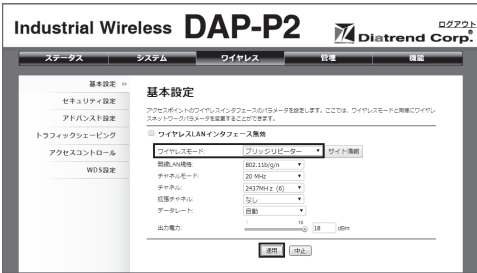 Industrial Wireless DAP-P2
ログアウト
Diatrend Corp.®
ステータス システム ワイヤレス 管理 機能
基本設定
セキュリティ設定
アドバンスド設定
トラフィックシェーピング
アクセスコントロール
WDS設定
基本設定
アクセスポイントのワイヤレスインタフェースのパラメータを設定します。ここでは、ワイヤレスモードと同様にワイヤレ
スネットワークパラメータを変更することができます。
ワイヤレスLANインタフェース無効
ワイヤレスモード: ブリッジリピーター サイト情報
無線LAN規格: 802.11b/g/n
チャネルモード: 20 MHz
チャネル: 2437MHz (6)
拡張チャネル: なし
データレート: 自動
出力電力: 18 18 dBm
適用 中止